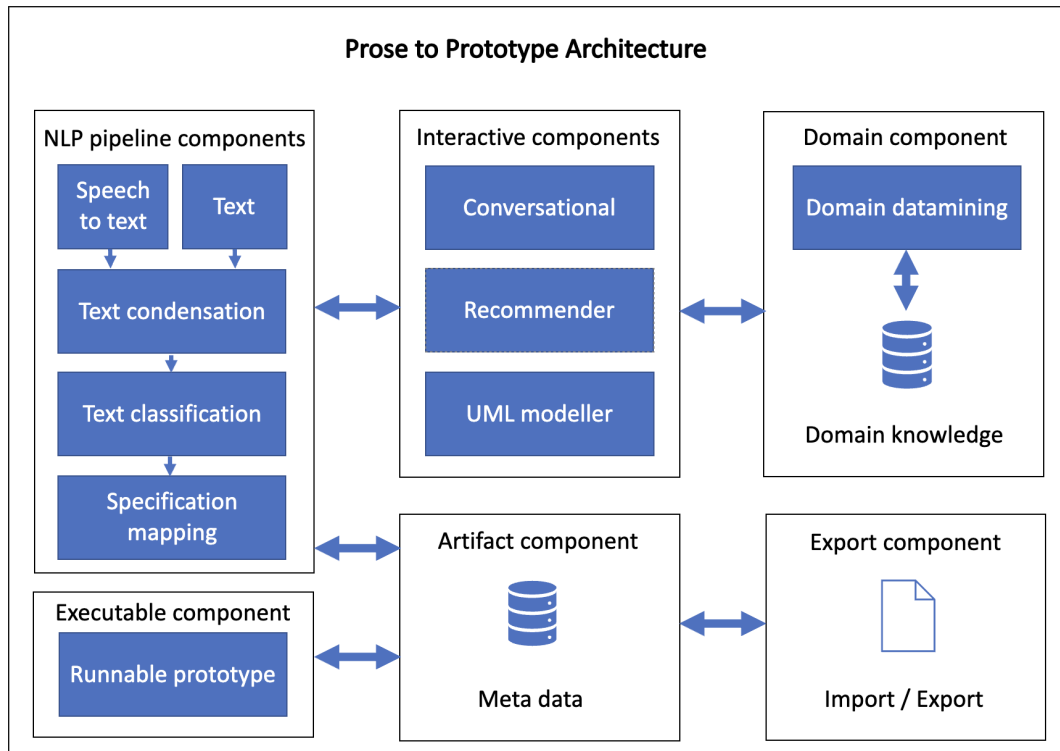 Prose to Prototype Architecture
NLP pipeline components
Speech
to text
Text
Text condensation
Text classification
Specification
mapping
Interactive components
Conversational
Recommender
UML modeller
Domain component
Domain datamining
Domain knowledge
Executable component
Runnable prototype
Artifact component
Meta data
Export component
Import / Export